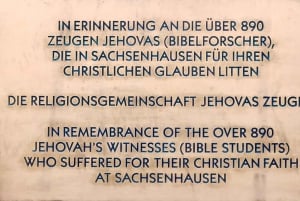 IN ERINNERUNG AN DIE ÜBER 890
ZEUGEN JEHOVAS (BIBELFORSCHER),
DIE IN SACHSENHAUSEN FÜR IHREN
CHRISTLICHEN GLAUBEN LITTEN
DIE RELIGIONSGEMEINSCHAFT JEHOVAS ZEUG
IN REMEMBRANCE OF THE OVER 890
JEHOVAH'S WITNESSES (BIBLE STUDENTS)
WHO SUFFERED FOR THEIR CHRISTIAN FAITH
AT SACHSENHAUSEN